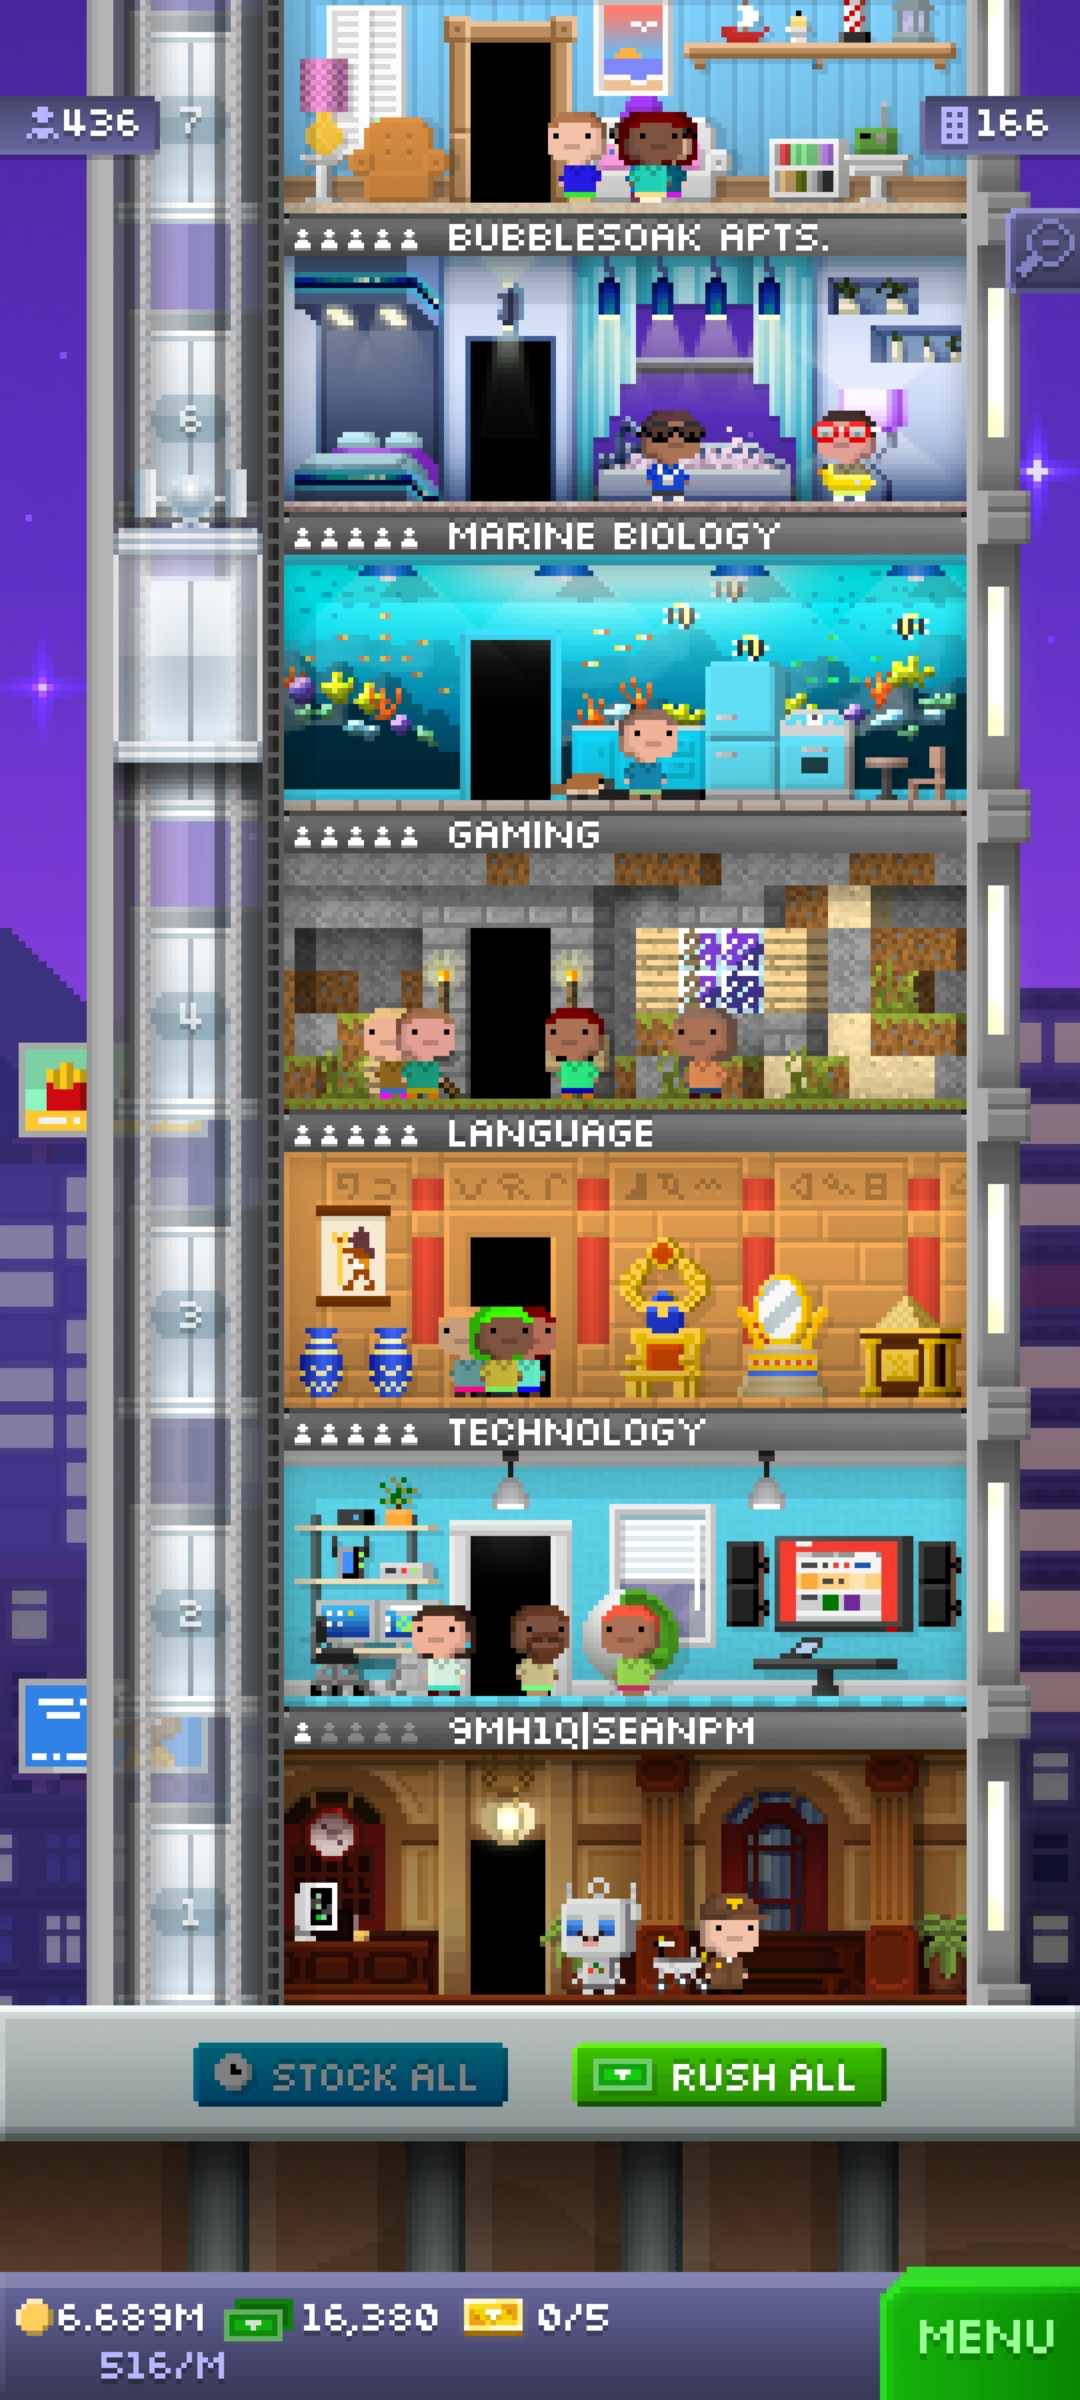 436
7
166
BUBBLESOAK APTS.
6
MARINE BIOLOGY
GAMING
4
LANGUAGE
3
TECHNOLOGY
2
9MH1Q|SEANPM
1
STOCK ALL
RUSH ALL
6.689M
16,380
0/5
516/M
MENU